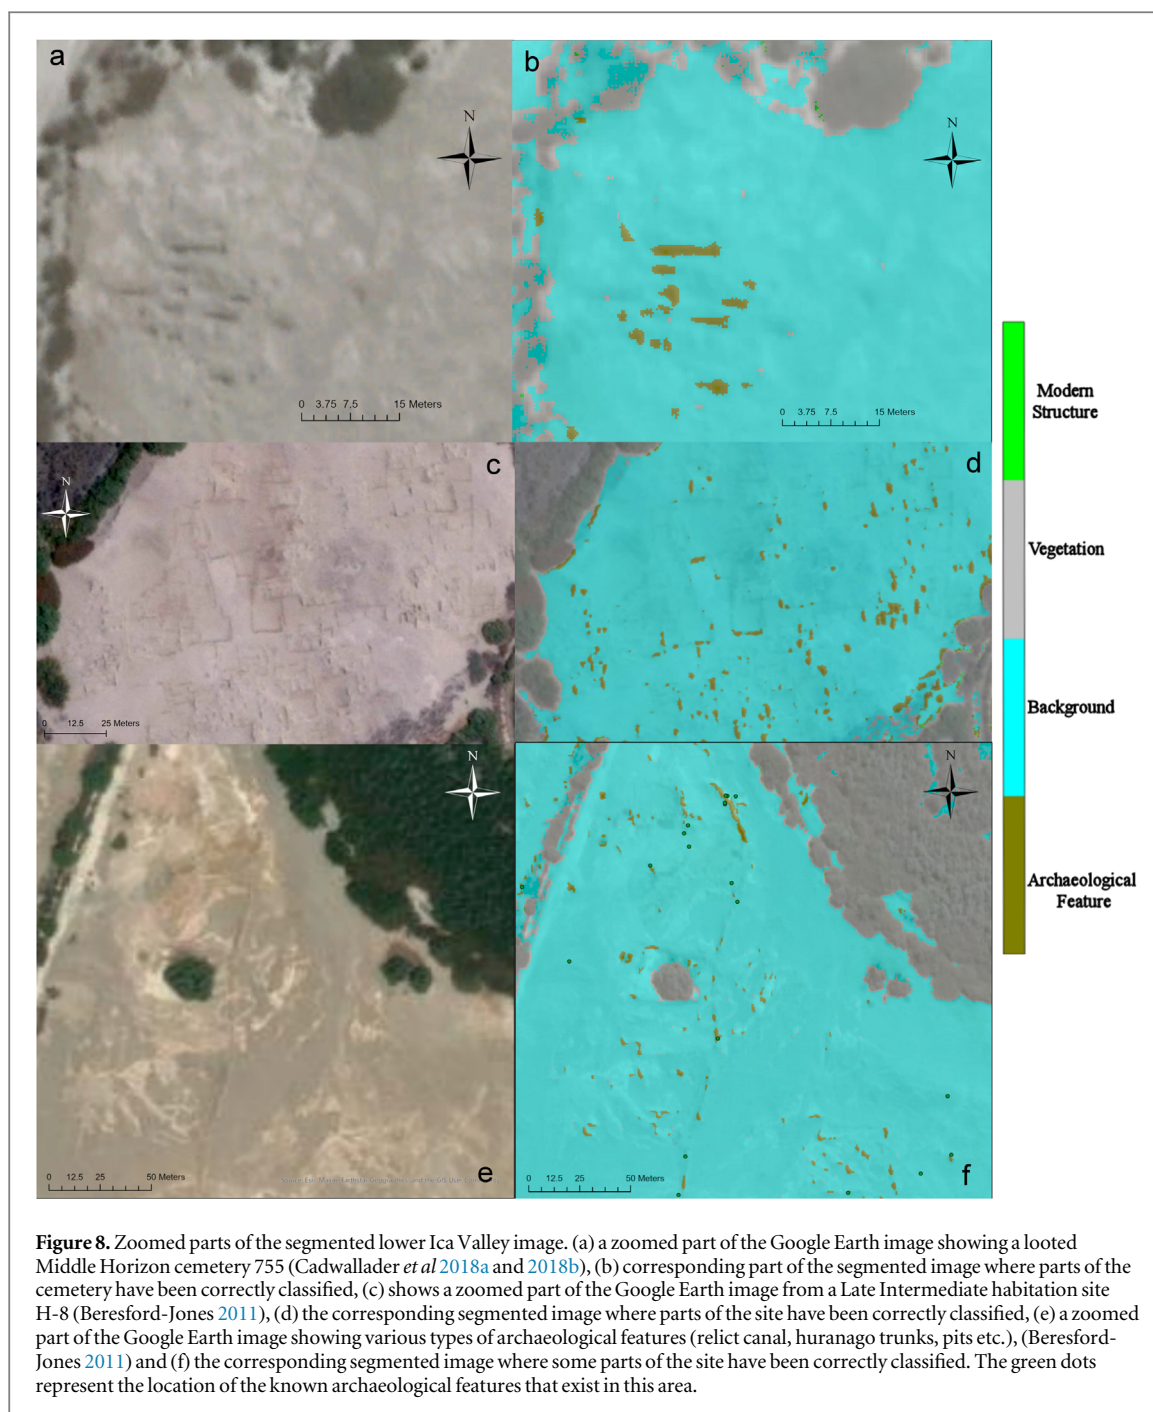 a
N
0 3.75 7.5 15 Meters
b
N
0 3.75 7.5 15 Meters
c
N
0 12.5 25 Meters
d
N
0 12.5 25 50 Meters
e
N
0 12.5 25 50 Meters
f
Modern
Structure
Vegetation
Background
Archaeological
Feature
Figure 8. Zoomed parts of the segmented lower Ica Valley image. (a) a zoomed part of the Google Earth image showing a looted
Middle Horizon cemetery 755 (Cadwallader et al 2018a and 2018b), (b) corresponding part of the segmented image where parts of the
cemetery have been correctly classified, (c) shows a zoomed part of the Google Earth image from a Late Intermediate habitation site
H-8 (Beresford-Jones 2011), (d) the corresponding segmented image where parts of the site have been correctly classified, (e) a zoomed
part of the Google Earth image showing various types of archaeological features (relict canal, huranago trunks, pits etc.), (Beresford-
Jones 2011) and (f) the corresponding segmented image where some parts of the site have been correctly classified. The green dots
represent the location of the known archaeological features that exist in this area.